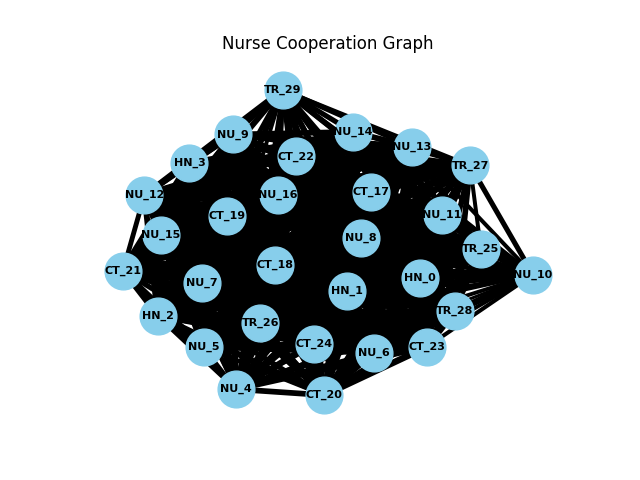 Nurse Cooperation Graph
TR_29
NU_9
NU_14
NU_13
CT_22
HN_3
TR_27
NU_12
NU_16
CT_17
CT_19
NU_11
NU_15
NU_8
TR_25
CT_18
CT_21
NU_10
HN_0
NU_7
HN_1
TR_28
HN_2
TR_26
CT_24
NU_5
CT_23
NU_6
NU_4
CT_20